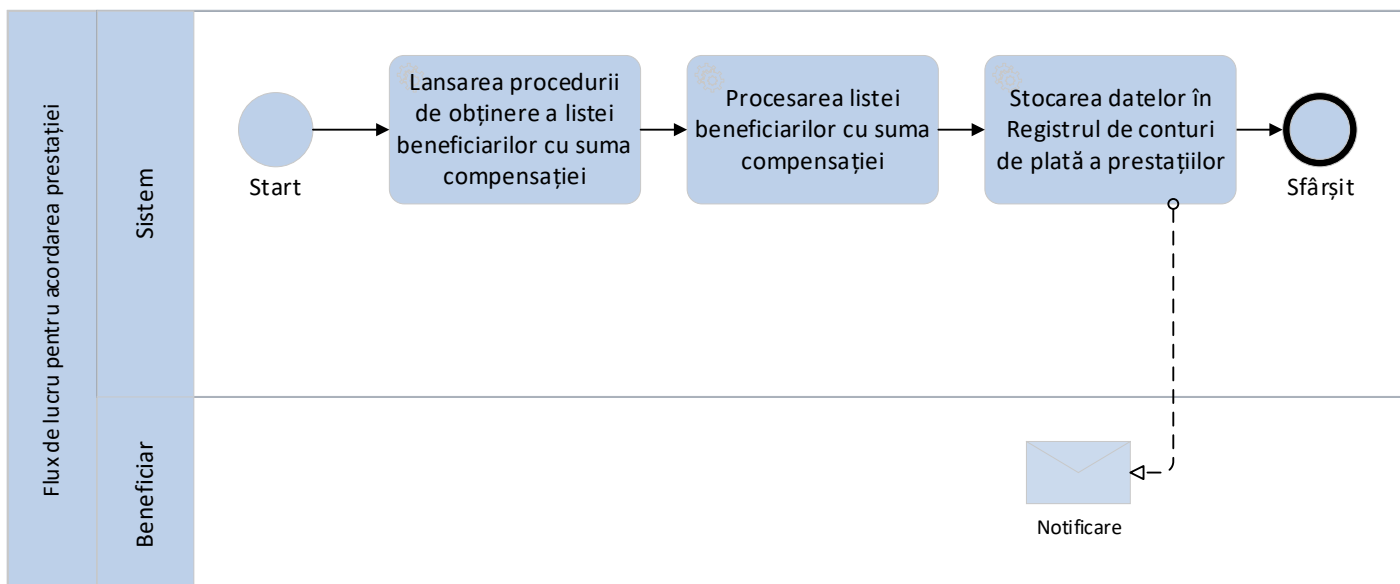 Flux de lucru pentru acordarea prestației
Sistem
Start
Lansarea procedurii
de obținere a listei
beneficiarilor cu suma
compensației
Procesarea listei
beneficiarilor cu suma
compensației
Stocarea datelor în
Registrul de conturi
de plată a prestațiilor
Sfârșit
Beneficiar
Notificare